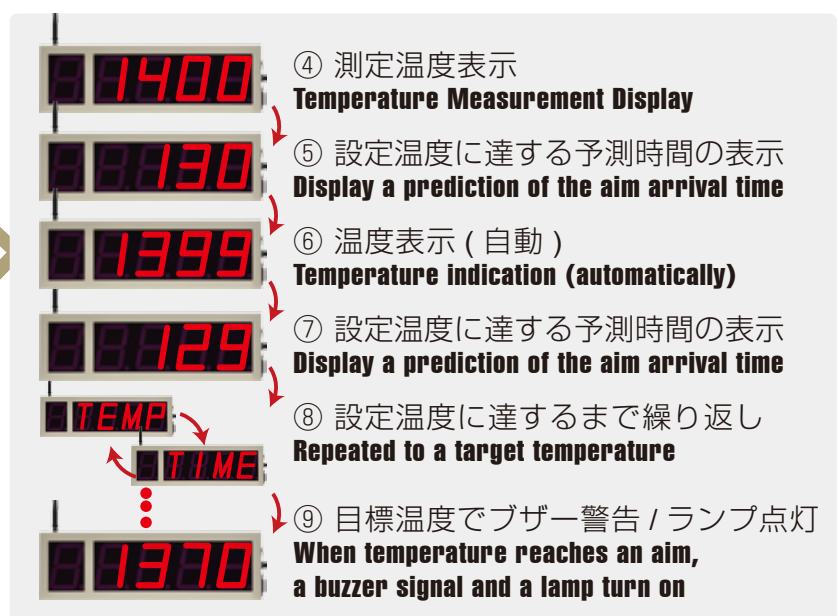 1400
④ 測定温度表示
Temperature Measurement Display
130
⑤ 設定温度に達する予測時間の表示
Display a prediction of the aim arrival time
1399
⑥ 温度表示 ( 自動 )
Temperature indication (automatically)
129
⑦ 設定温度に達する予測時間の表示
Display a prediction of the aim arrival time
TEMP
TIME
⑧ 設定温度に達するまで繰り返し
Repeated to a target temperature
1370
⑨ 目標温度でブザー警告 / ランプ点灯
When temperature reaches an aim,
a buzzer signal and a lamp turn on